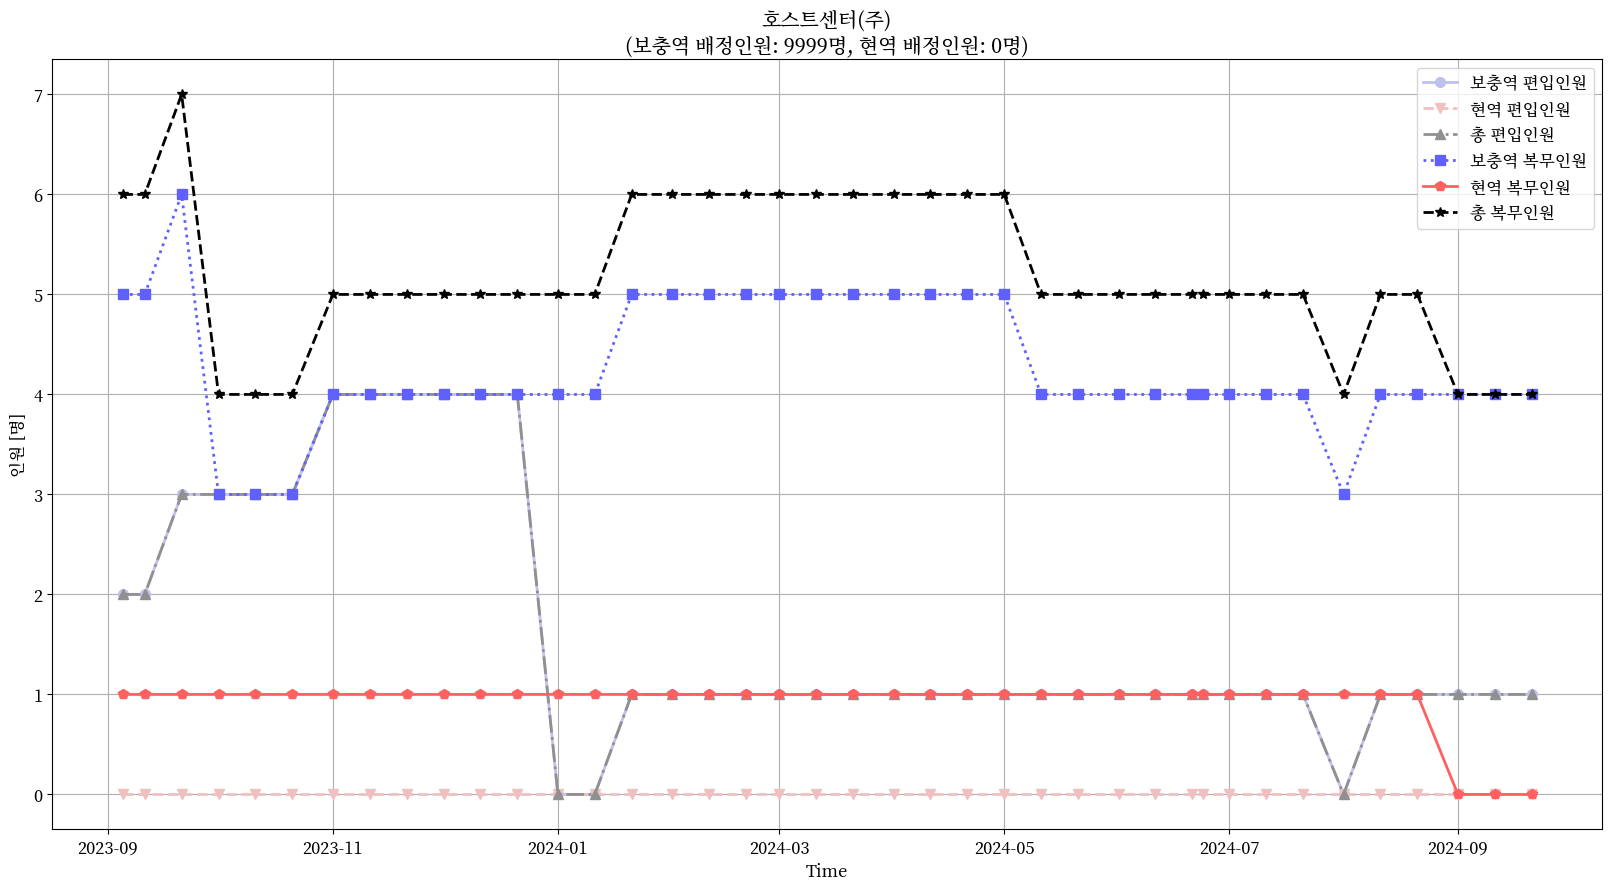 호스트센터(주)
(보충역 배정인원: 9999명, 현역 배정인원: 0명)
보충역 편입인원
현역 편입인원
총 편입인원
보충역 복무인원
현역 복무인원
총 복무인원
인원 [명]
7
6
5
4
3
2
1
0
2023-09
2023-11
2024-01
2024-03
2024-05
2024-07
2024-09
Time